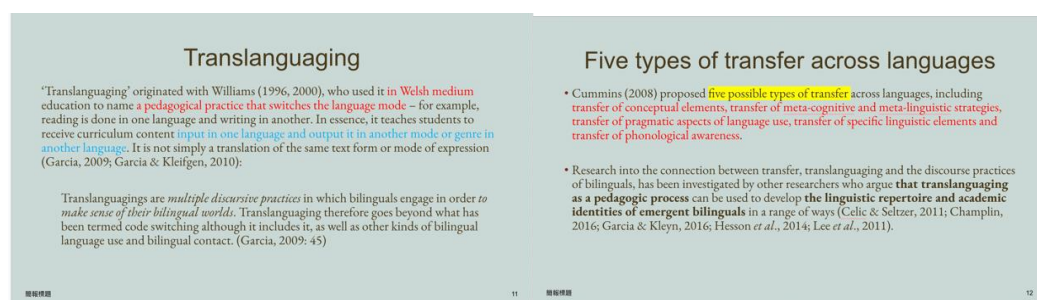 Translanguaging
‘Translanguaging’ originated with Williams (1996, 2000), who used it in Welsh medium
education to name a pedagogical practice that switches the language mode – for example,
reading is done in one language and writing in another. In essence, it teaches students to
receive curriculum content input in one language and output it in another mode or genre in
another language. It is not simply a translation of the same text form or mode of expression
(Garcia, 2009; Garcia & Kleifgen, 2010):
Translanguagings are multiple discursive practices in which bilinguals engage in order to
make sense of their bilingual worlds. Translanguaging therefore goes beyond what has
been termed code switching although it includes it, as well as other kinds of bilingual
language use and bilingual contact. (Garcia, 2009: 45)
簡報標題
11
Five types of transfer across languages
• Cummins (2008) proposed five possible types of transfer across languages, including
transfer of conceptual elements, transfer of meta-cognitive and meta-linguistic strategies,
transfer of pragmatic aspects of language use, transfer of specific linguistic elements and
transfer of phonological awareness.
• Research into the connection between transfer, translanguaging and the discourse practices
of bilinguals, has been investigated by other researchers who argue that translanguaging
as a pedagogic process can be used to develop the linguistic repertoire and academic
identities of emergent bilinguals in a range of ways (Celic & Seltzer, 2011; Champlin,
2016; Garcia & Kleyn, 2016; Hesson et al., 2014; Lee et al., 2011).
簡報標題
12